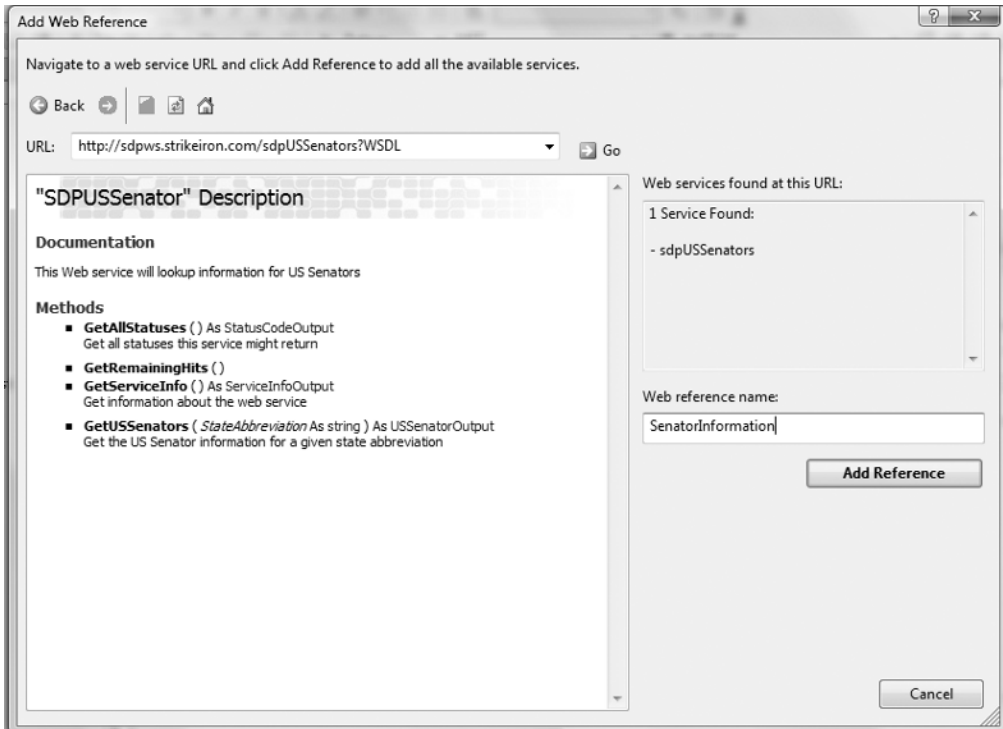 Add Web Reference
Navigate to a web service URL and click Add Reference to add all the available services.
Back
URL: http://sdpws.strikeiron.com/sdpUSSenators?WSDL Go
"SDPUSSenator" Description
Documentation
This Web service will lookup information for US Senators
Methods
GetAllStatuses ( ) As StatusCodeOutput
Get all statuses this service might return
GetRemainingHits ( )
GetServiceInfo ( ) As ServiceInfoOutput
Get information about the web service
GetUSSenators ( StateAbbreviation As string ) As USSenatorOutput
Get the US Senator information for a given state abbreviation
Web services found at this URL:
1 Service Found:
- sdpUSSenators
Web reference name:
SenatorInformation
Add Reference
Cancel